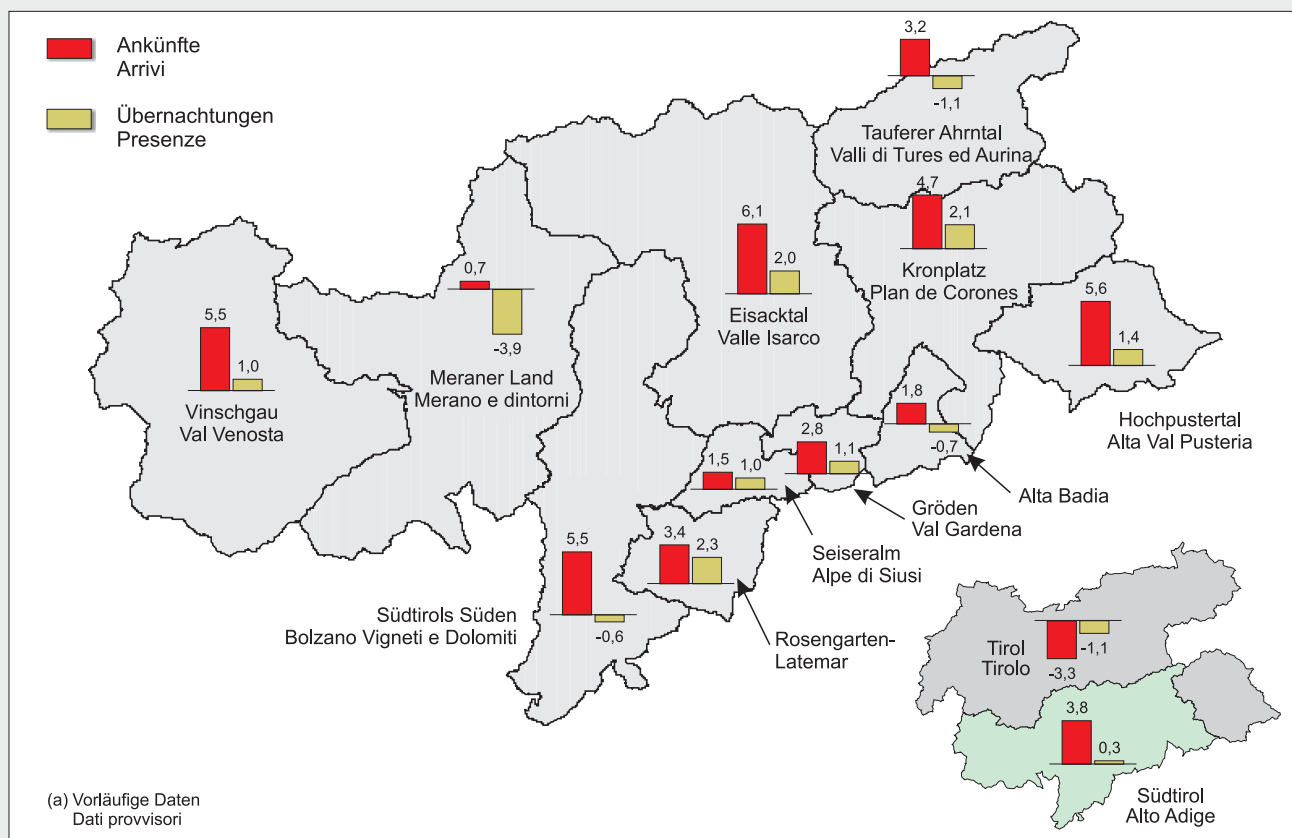 Ankünfte
Arrivi
Übernachtungen
Presenze
3,2
-1,1
Tauferer Ahrntal
Valli di Tures ed Aurina
4,7
2,1
Kronplatz
Plan de Corones
6,1
2,0
Eisacktal
Valle Isarco
0,7
-3,9
Meraner Land
Merano e dintorni
5,5
1,0
Vinschgau
Val Venosta
5,6
1,4
Hochpustertal
Alta Val Pusteria
1,8
-0,7
Alta Badia
2,8
1,1
Gröden
Val Gardena
1,5
1,0
Seiseralm
Alpe di Siusi
3,4
2,3
Rosengarten-
Latemar
5,5
-0,6
Südtirols Süden
Bolzano Vigneti e Dolomiti
Tirol
Tirolo
-3,3
-1,1
3,8
0,3
Südtirol
Alto Adige
(a) Vorläufige Daten
Dati provvisori